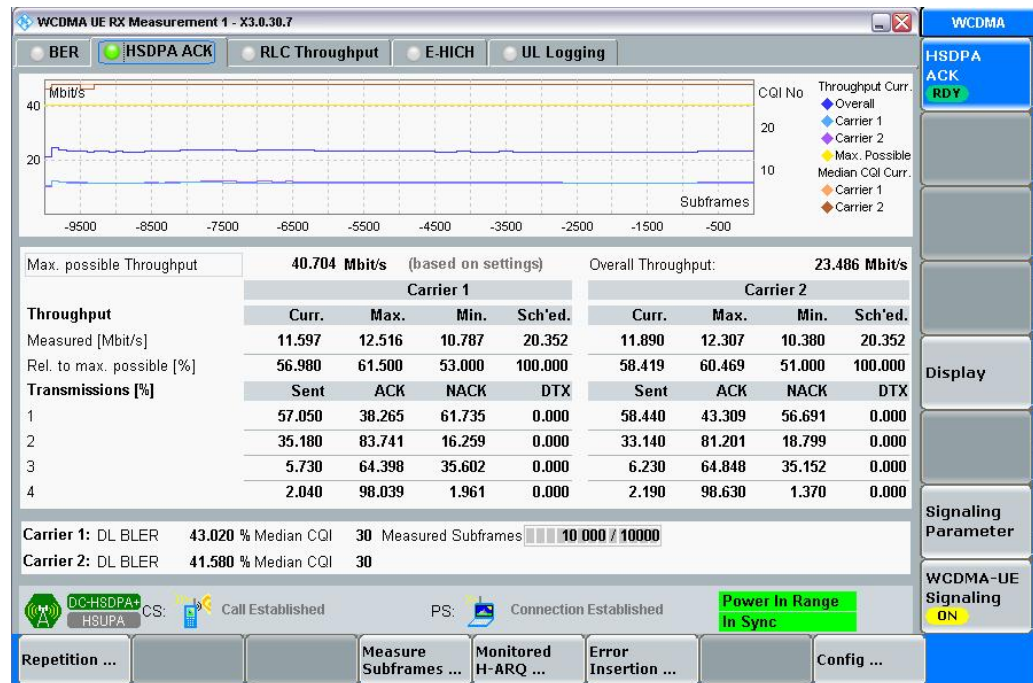 WCDMA UE RX Measurement 1 - X3.0.30.7
WCDMA
BER HSDPA ACK RLC Throughput E-HICH UL Logging
HSDPA
ACK
RDY
Mbit/s
40
20
CQI No
20
10
Subframes
-9500 -8500 -7500 -6500 -5500 -4500 -3500 -2500 -1500 -500
Throughput Curr.
Overall
Carrier 1
Carrier 2
Max. Possible
Median CQI Curr.
Carrier 1
Carrier 2
Max. possible Throughput 40.704 Mbit/s (based on settings) Overall Throughput: 23.486 Mbit/s
Carrier 1 Carrier 2
Throughput Curr. Max. Min. Sch'ed. Curr. Max. Min. Sch'ed.
Measured [Mbit/s] 11.597 12.516 10.787 20.352 11.890 12.307 10.380 20.352
Rel. to max. possible [%] 56.980 61.500 53.000 100.000 58.419 60.469 51.000 100.000
Transmissions [%] Sent ACK NACK DTX Sent ACK NACK DTX
1 57.050 38.265 61.735 0.000 58.440 43.309 56.691 0.000
2 35.180 83.741 16.259 0.000 33.140 81.201 18.799 0.000
3 5.730 64.398 35.602 0.000 6.230 64.848 35.152 0.000
4 2.040 98.039 1.961 0.000 2.190 98.630 1.370 0.000
Carrier 1: DL BLER 43.020 % Median CQI 30 Measured Subframes 10 000 / 10000
Carrier 2: DL BLER 41.580 % Median CQI 30
DC-HSDPA+
HSUPA
CS: Call Established PS: Connection Established
Power In Range
In Sync
Display
Signaling
Parameter
WCDMA-UE
Signaling
ON
Repetition ...
Measure
Subframes ...
Monitored
H-ARQ ...
Error
Insertion ...
Config ...